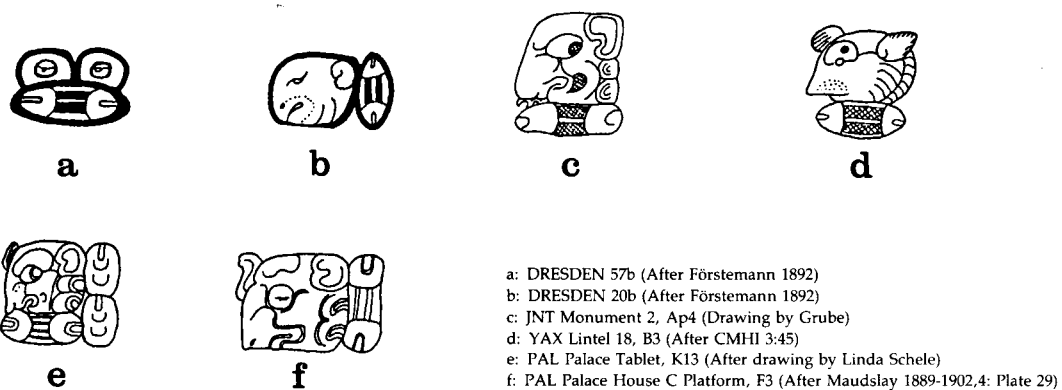 a
b
c
d
e
f
a: DRESDEN 57b (After Förstemann 1892)
b: DRESDEN 20b (After Förstemann 1892)
c: JNT Monument 2, Ap4 (Drawing by Grube)
d: YAX Lintel 18, B3 (After CMHI 3:45)
e: PAL Palace Tablet, K13 (After drawing by Linda Schele)
f: PAL Palace House C Platform, F3 (After Maudslay 1889-1902,4: Plate 29)